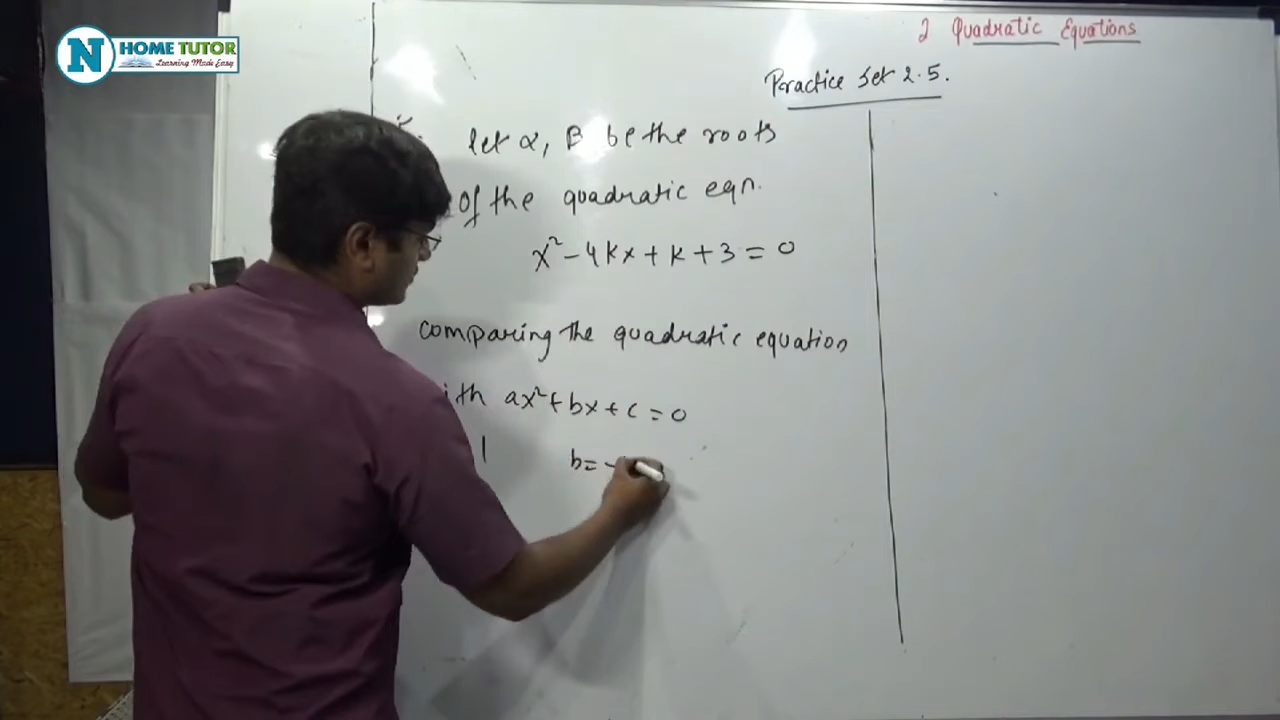 N HOME TUTOR
Learning Made Easy
2 Quadratic Equations
Practice Set 2.5.
let α, β be the roots
of the quadratic eqn.
x² - 4kx + k + 3 = 0
comparing the quadratic equation
ax² + bx + c = 0
1 b = -